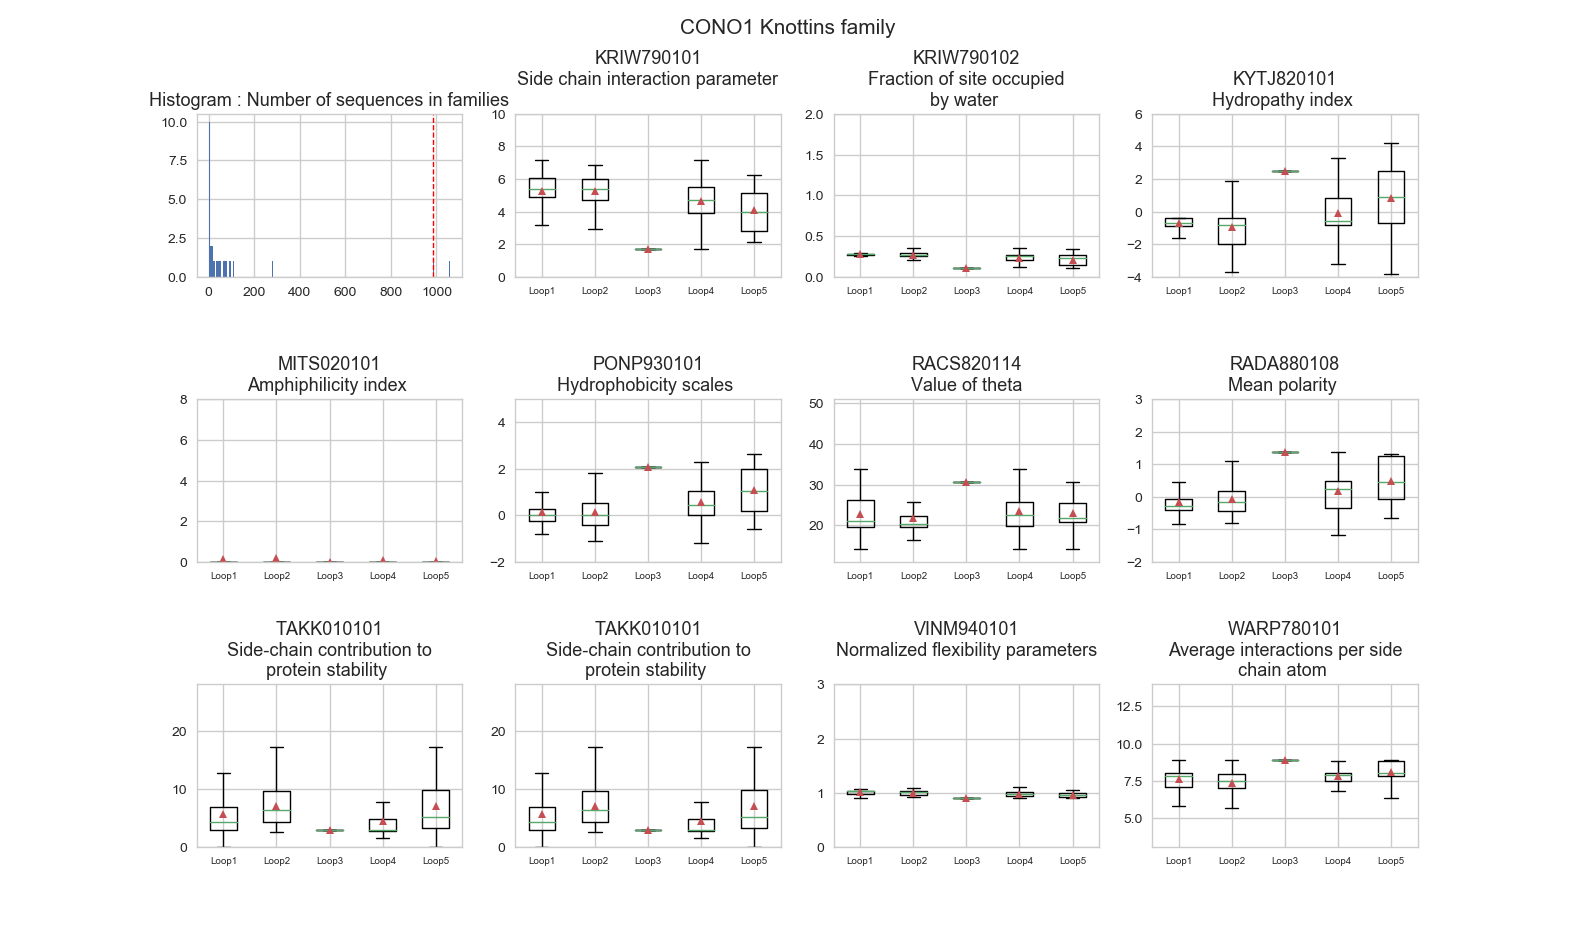 CONO1 Knottins family
Histogram : Number of sequences in families
10.0
7.5
5.0
2.5
0.0
0 200 400 600 800 1000
KRIW790101
Side chain interaction parameter
10
8
6
4
2
0
Loop1 Loop2 Loop3 Loop4 Loop5
KRIW790102
Fraction of site occupied
by water
2.0
1.5
1.0
0.5
0.0
Loop1 Loop2 Loop3 Loop4 Loop5
KYTJ820101
Hydropathy index
6
4
2
0
−2
−4
Loop1 Loop2 Loop3 Loop4 Loop5
MITS020101
Amphiphilicity index
8
6
4
2
0
Loop1 Loop2 Loop3 Loop4 Loop5
PONP930101
Hydrophobicity scales
4
2
0
−2
Loop1 Loop2 Loop3 Loop4 Loop5
RACS820114
Value of theta
50
40
30
20
Loop1 Loop2 Loop3 Loop4 Loop5
RADA880108
Mean polarity
3
2
1
0
−1
−2
Loop1 Loop2 Loop3 Loop4 Loop5
TAKK010101
Side-chain contribution to
protein stability
20
10
0
Loop1 Loop2 Loop3 Loop4 Loop5
TAKK010101
Side-chain contribution to
protein stability
20
10
0
Loop1 Loop2 Loop3 Loop4 Loop5
VINM940101
Normalized flexibility parameters
3
2
1
0
Loop1 Loop2 Loop3 Loop4 Loop5
WARP780101
Average interactions per side
chain atom
12.5
10.0
7.5
5.0
Loop1 Loop2 Loop3 Loop4 Loop5